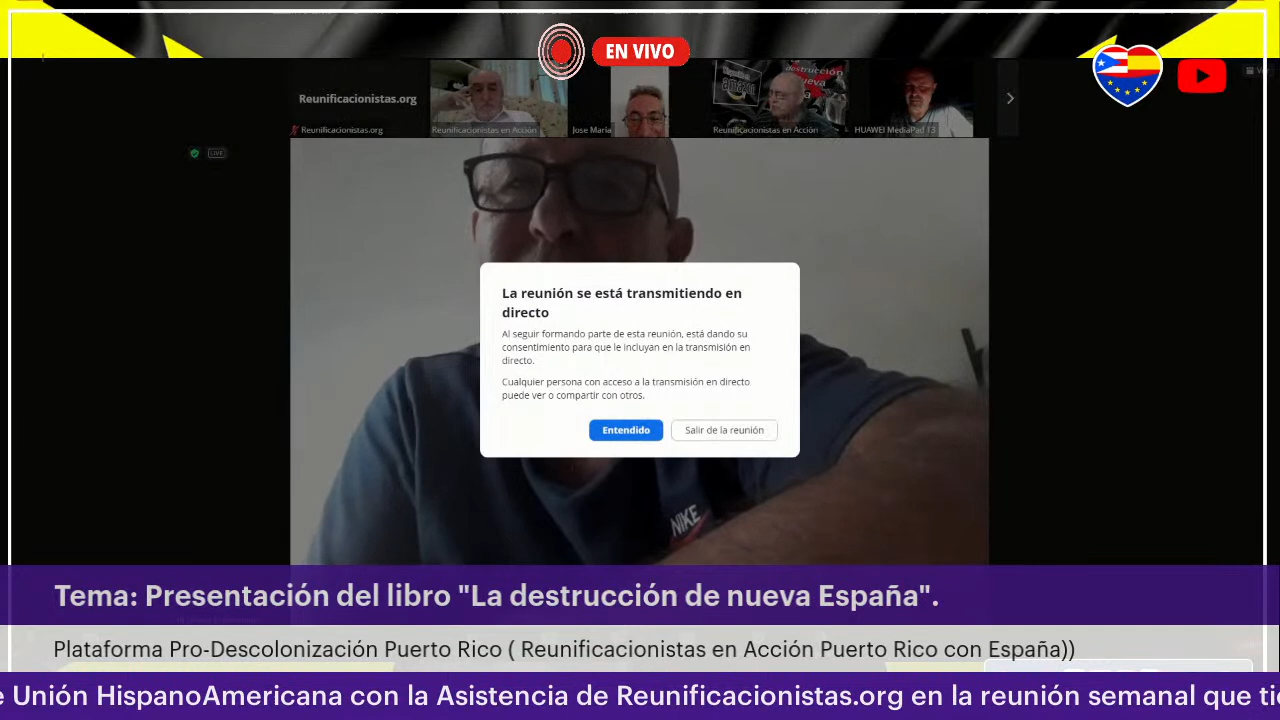 EN VIVO
Reunificacionistas.org
Reunificacionistas.org
Reunificacionistas en Acción
Jose Maria
amazon
destrucción
nueva
Reunificacionistas en Acción
HUAWEI MediaPad T3
LIVE
La reunión se está transmitiendo en
directo
Al seguir formando parte de esta reunión, está dando su
consentimiento para que le incluyan en la transmisión en
directo.
Cualquier persona con acceso a la transmisión en directo
puede ver o compartir con otros.
Entendido
Salir de la reunión
NIKE
Tema: Presentación del libro "La destrucción de nueva España".
Plataforma Pro-Descolonización Puerto Rico ( Reunificacionistas en Acción Puerto Rico con España))
e Unión HispanoAmericana con la Asistencia de Reunificacionistas.org en la reunión semanal que tie